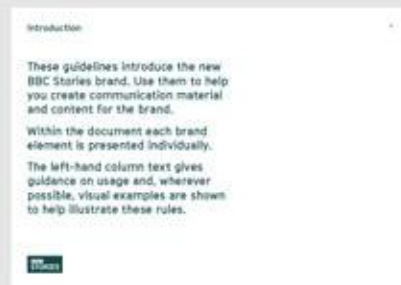 Introduction
These guidelines introduce the new
BBC Stories brand. Use them to help
you create communication material
and content for the brand.
Within the document each brand
element is presented individually.
The left-hand column text gives
guidance on usage and, wherever
possible, visual examples are shown
to help illustrate these rules.
BBC
STORIES